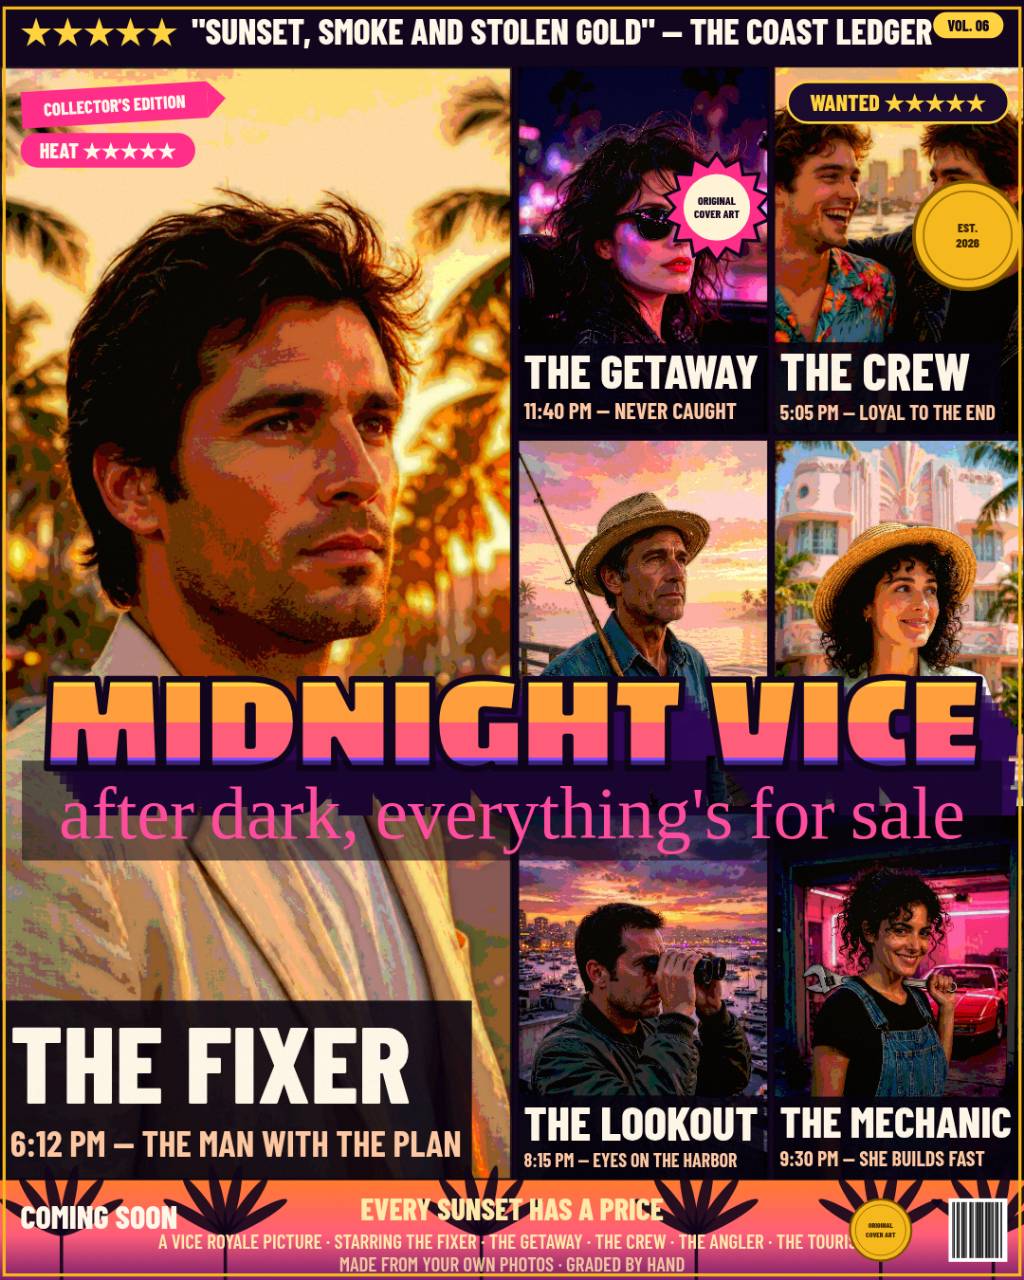 ★★★★★ "SUNSET, SMOKE AND STOLEN GOLD" — THE COAST LEDGER
VOL. 06
COLLECTOR'S EDITION
HEAT ★★★★★
ORIGINAL
COVER ART
WANTED ★★★★★
EST.
2026
THE GETAWAY
11:40 PM — NEVER CAUGHT
THE CREW
5:05 PM — LOYAL TO THE END
MIDNIGHT VICE
after dark, everything's for sale
THE FIXER
6:12 PM — THE MAN WITH THE PLAN
THE LOOKOUT
8:15 PM — EYES ON THE HARBOR
THE MECHANIC
9:30 PM — SHE BUILDS FAST
COMING SOON
EVERY SUNSET HAS A PRICE
A VICE ROYALE PICTURE · STARRING THE FIXER · THE GETAWAY · THE CREW · THE ANGLER · THE TOURIS
MADE FROM YOUR OWN PHOTOS · GRADED BY HAND
ORIGINAL
COVER ART